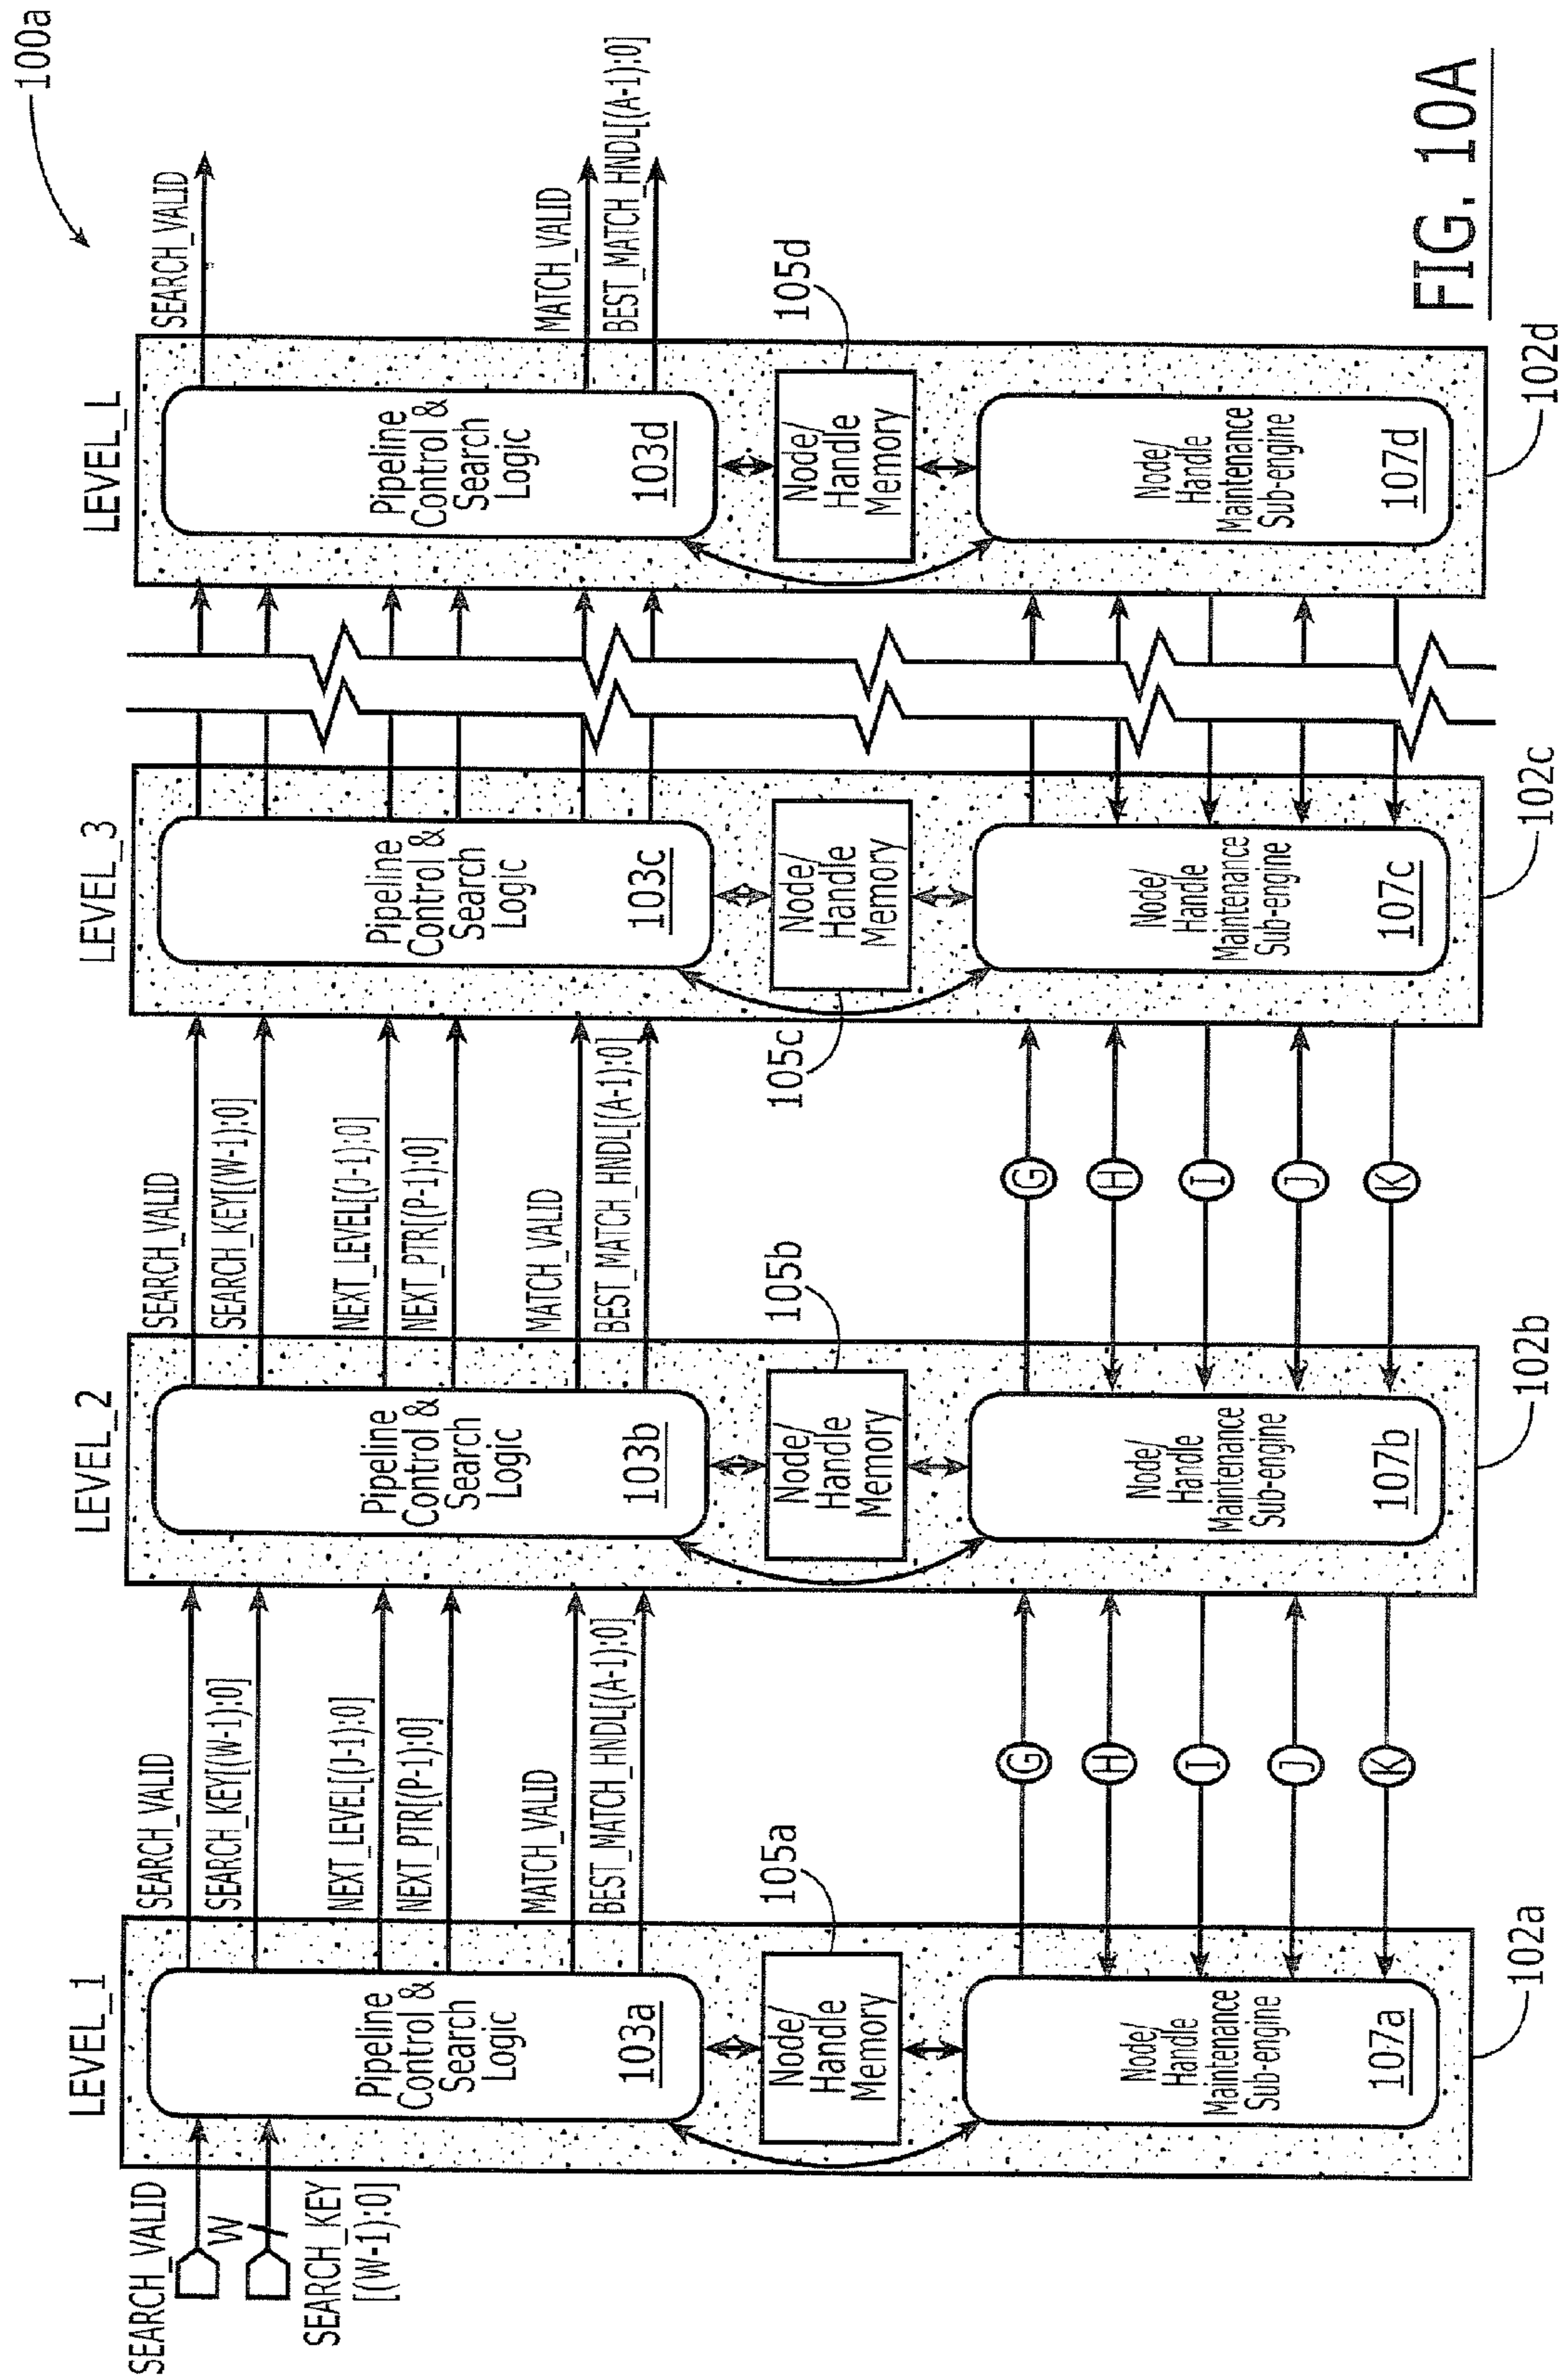 100a
LEVEL_1
SEARCH_VALID
W
SEARCH_KEY
[(W-1):0]
Pipeline
Control &
Search
Logic
103a
105a
Node/
Handle
Memory
Node/
Handle
Maintenance
Sub-engine
107a
102a
SEARCH_VALID
SEARCH_KEY[(W-1):0]
NEXT_LEVEL[(J-1):0]
NEXT_PTR[(P-1):0]
MATCH_VALID
BEST_MATCH_HNDL[(A-1):0]
G
H
I
J
K
LEVEL_2
Pipeline
Control &
Search
Logic
103b
105b
Node/
Handle
Memory
Node/
Handle
Maintenance
Sub-engine
107b
102b
SEARCH_VALID
SEARCH_KEY[(W-1):0]
NEXT_LEVEL[(J-1):0]
NEXT_PTR[(P-1):0]
MATCH_VALID
BEST_MATCH_HNDL[(A-1):0]
G
H
I
J
K
LEVEL_3
Pipeline
Control &
Search
Logic
103c
105c
Node/
Handle
Memory
Node/
Handle
Maintenance
Sub-engine
107c
102c
LEVEL_L
Pipeline
Control &
Search
Logic
103d
105d
Node/
Handle
Memory
Node/
Handle
Maintenance
Sub-engine
107d
102d
SEARCH_VALID
MATCH_VALID
BEST_MATCH_HNDL[(A-1):0]
FIG. 10A